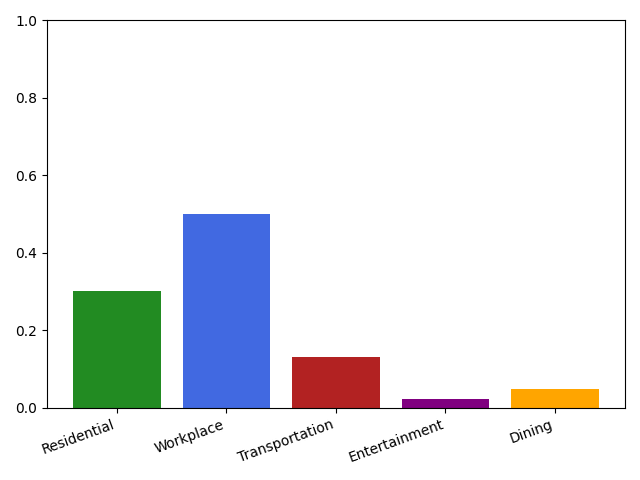 1.0
0.8
0.6
0.4
0.2
0.0
Residential
Workplace
Transportation
Entertainment
Dining